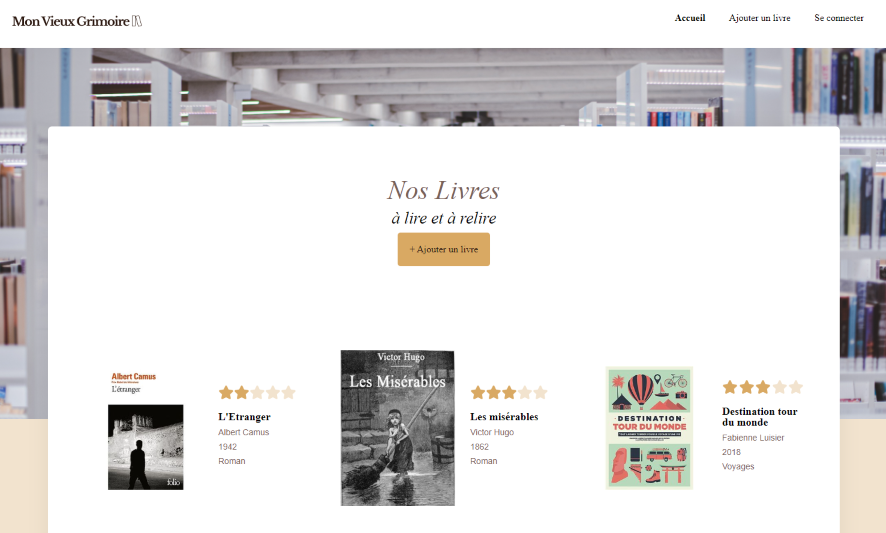 Mon Vieux Grimoire
Accueil
Ajouter un livre
Se connecter
Nos Livres
à lire et à relire
+ Ajouter un livre
Albert Camus
L'étranger
folio
L'Etranger
Albert Camus
1942
Roman
Victor Hugo
Les Misérables
Les misérables
Victor Hugo
1862
Roman
DESTINATION
TOUR DU MONDE
Destination tour
du monde
Fabienne Luisier
2018
Voyages